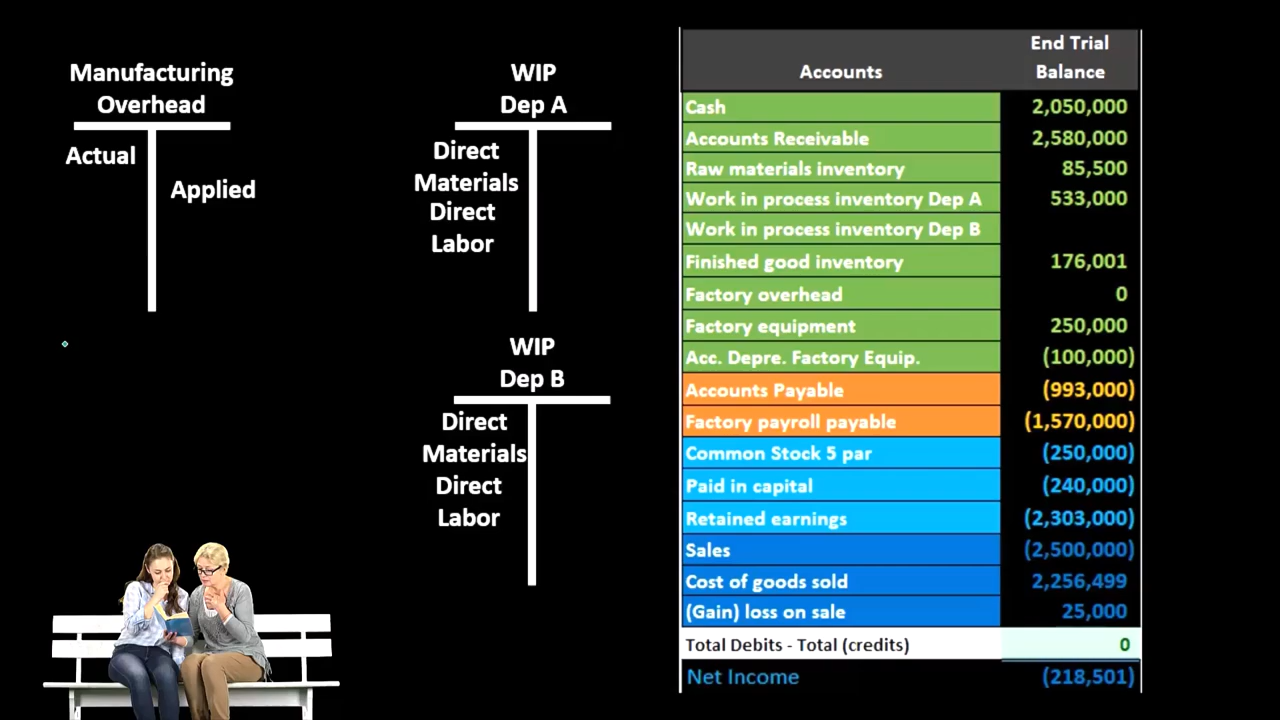 Manufacturing
Overhead
Actual
Applied
WIP
Dep A
Direct
Materials
Direct
Labor
WIP
Dep B
Direct
Materials
Direct
Labor
Accounts End Trial Balance
Cash 2,050,000
Accounts Receivable 2,580,000
Raw materials inventory 85,500
Work in process inventory Dep A 533,000
Work in process inventory Dep B
Finished good inventory 176,001
Factory overhead 0
Factory equipment 250,000
Acc. Depre. Factory Equip. (100,000)
Accounts Payable (993,000)
Factory payroll payable (1,570,000)
Common Stock 5 par (250,000)
Paid in capital (240,000)
Retained earnings (2,303,000)
Sales (2,500,000)
Cost of goods sold 2,256,499
(Gain) loss on sale 25,000
Total Debits - Total (credits) 0
Net Income (218,501)